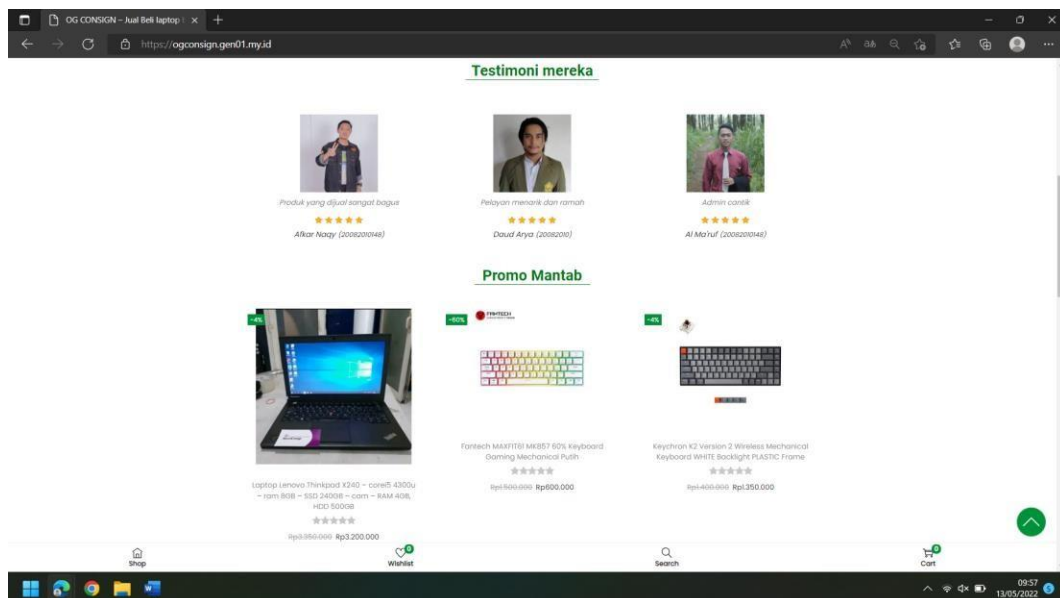 OG CONSIGN – Jual Beli laptop
https://ogconsign.gen01.my.id
Testimoni mereka
Produk yang dijual sangat bagus
Afkar Naqy (20082010148)
Pelayan menarik dan ramah
Daud Arya (20082010)
Admin cantik
Al Ma'ruf (20082010148)
Promo Mantab
-4%
Laptop Lenovo Thinkpad X240 – corei5 4300u
– ram 8GB – SSD 240GB – cam – RAM 4GB,
HDD 500GB
Rp3.350.000 Rp3.200.000
-60%
FANTECH
Fantech MAXFIT61 MK857 60% Keyboard
Gaming Mechanical Putih
Rp1.500.000 Rp600.000
-4%
Keychron K2 Version 2 Wireless Mechanical
Keyboard WHITE Backlight PLASTIC Frame
Rp1.400.000 Rp1.350.000
Shop
0
Wishlist
Search
0
Cart
09:57
13/05/2022